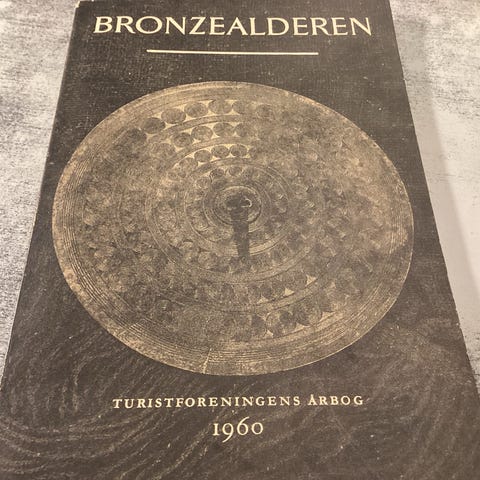 BRONZEALDEREN
TURISTFORENINGENS ÅRBOG
1960